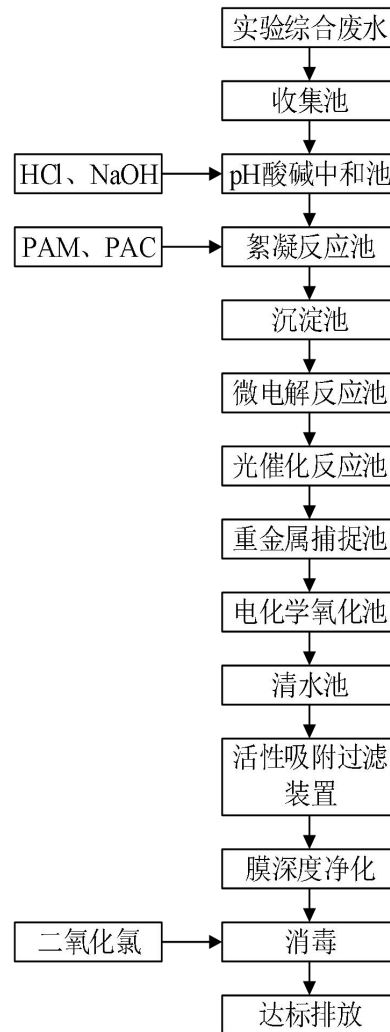 实验综合废水
收集池
HCl、NaOH
pH酸碱中和池
PAM、PAC
絮凝反应池
沉淀池
微电解反应池
光催化反应池
重金属捕捉池
电化学氧化池
清水池
活性吸附过滤
装置
膜深度净化
二氧化氯
消毒
达标排放